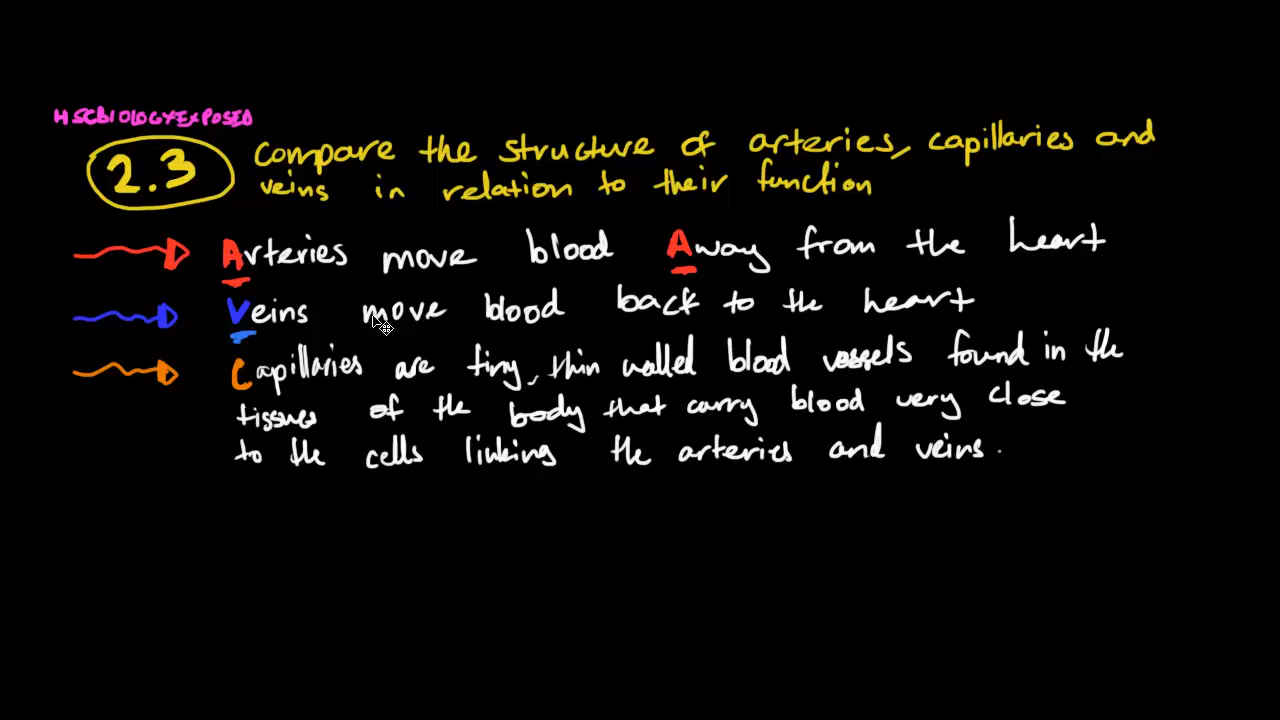 HSCBIOLOGYEXPOSED
2.3 Compare the structure of arteries, capillaries and
veins in relation to their function
Arteries move blood Away from the heart
Veins move blood back to the heart
Capillaries are tiny, thin walled blood vessels found in the
tissues of the body that carry blood very close
to the cells linking the arteries and veins.